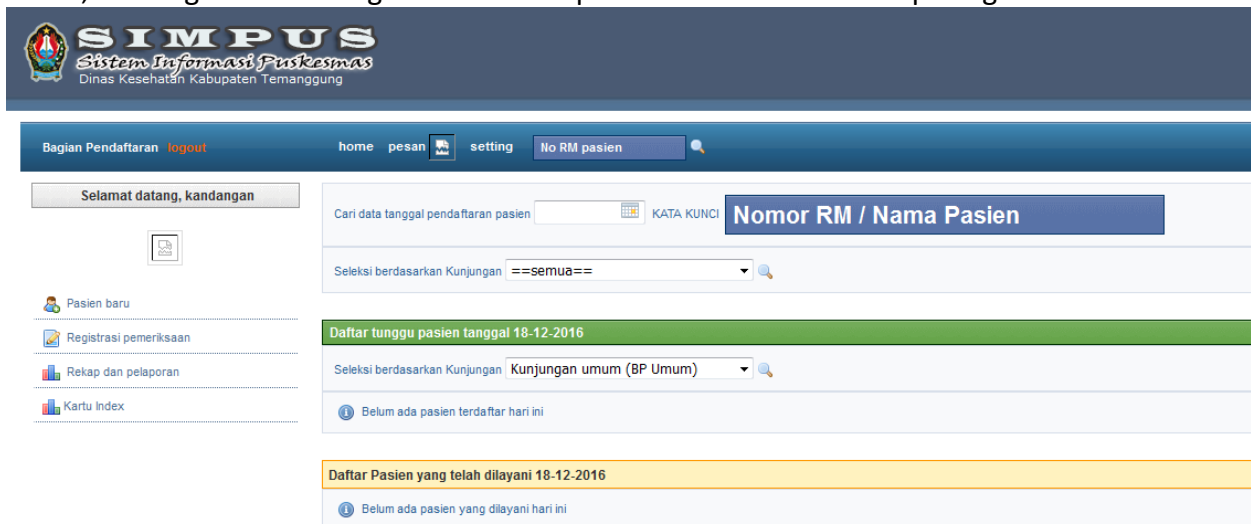 SIMPUS
Sistem Informasi Puskesmas
Dinas Kesehatan Kabupaten Temanggung
Bagian Pendaftaran logout home pesan setting No RM pasien
Selamat datang, kandangan
Cari data tanggal pendaftaran pasien KATA KUNCI Nomor RM / Nama Pasien
Seleksi berdasarkan Kunjungan ==semua==
Pasien baru
Registrasi pemeriksaan
Rekap dan pelaporan
Kartu Index
Daftar tunggu pasien tanggal 18-12-2016
Seleksi berdasarkan Kunjungan Kunjungan umum (BP Umum)
Belum ada pasien terdaftar hari ini
Daftar Pasien yang telah dilayani 18-12-2016
Belum ada pasien yang dilayani hari ini